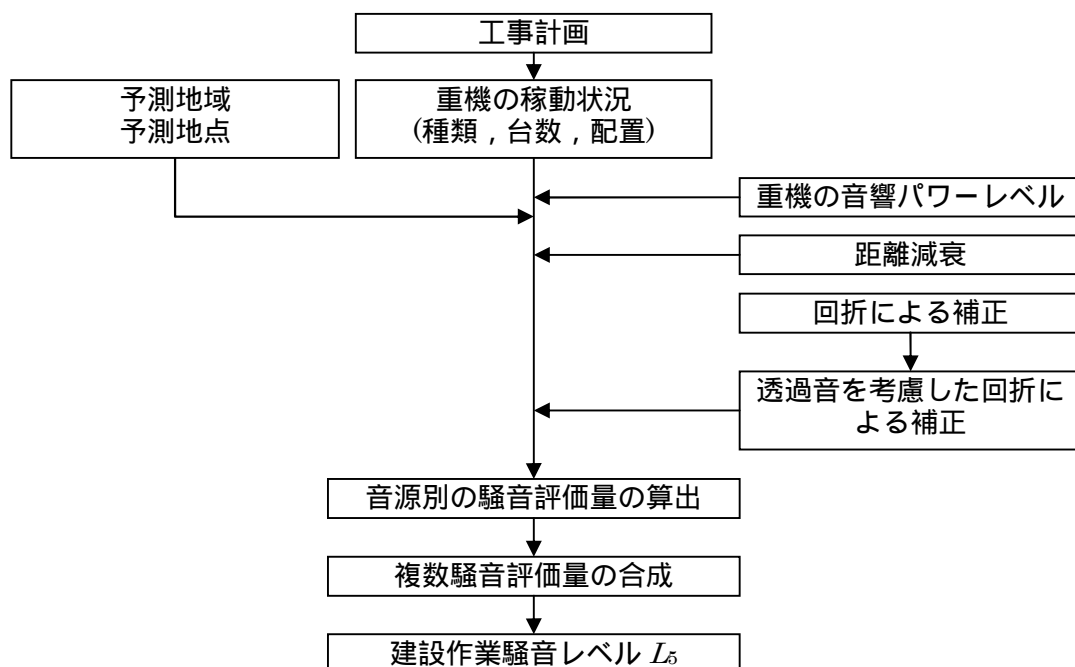 工事計画
予測地域
予測地点
重機の稼動状況
(種類，台数，配置)
重機の音響パワーレベル
距離減衰
回折による補正
透過音を考慮した回折に
よる補正
音源別の騒音評価量の算出
複数騒音評価量の合成
建設作業騒音レベル L5